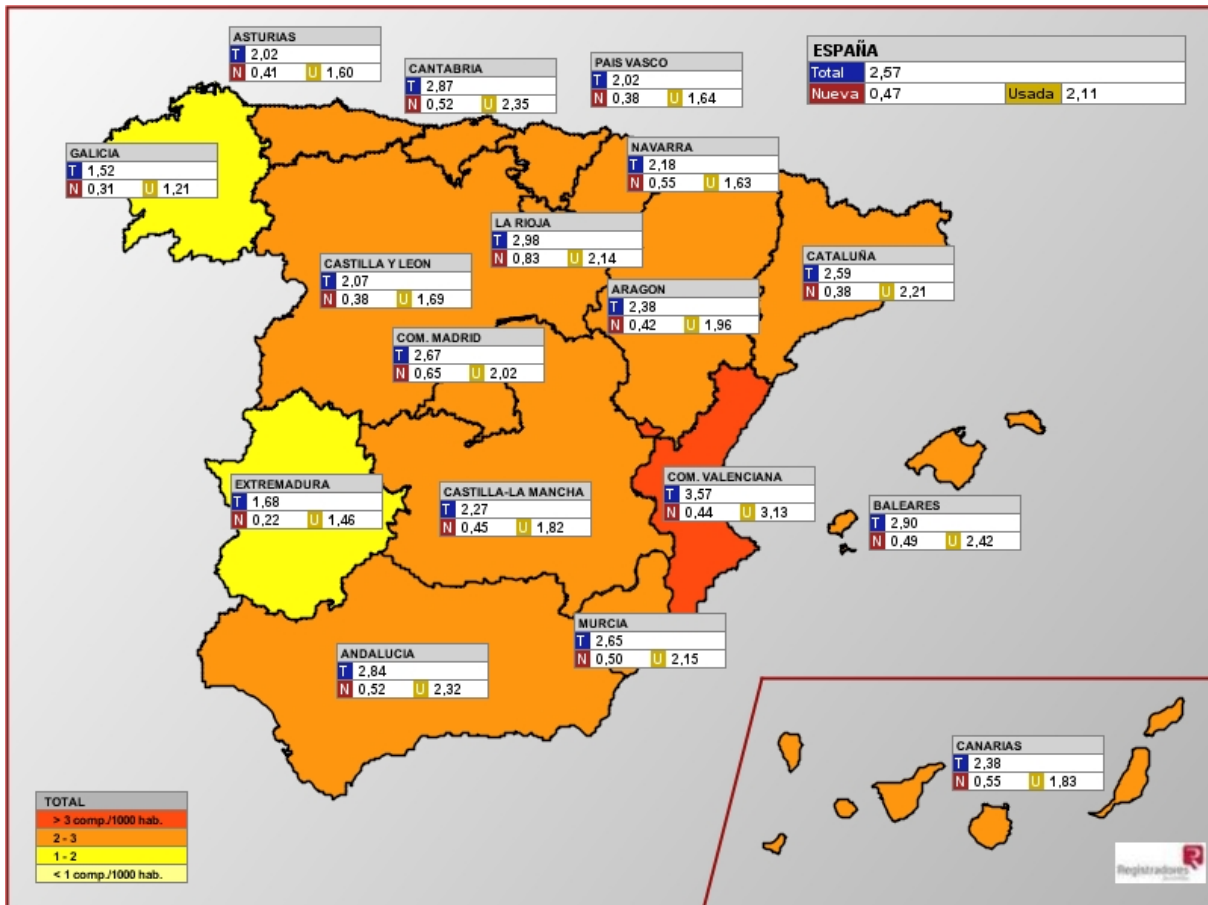 ASTURIAS
T 2,02
N 0,41 U 1,60
CANTABRIA
T 2,87
N 0,52 U 2,35
PAIS VASCO
T 2,02
N 0,38 U 1,64
ESPAÑA
Total 2,57
Nueva 0,47 Usada 2,11
GALICIA
T 1,52
N 0,31 U 1,21
NAVARRA
T 2,18
N 0,55 U 1,63
LA RIOJA
T 2,98
N 0,83 U 2,14
CASTILLA Y LEON
T 2,07
N 0,38 U 1,69
CATALUÑA
T 2,59
N 0,38 U 2,21
ARAGON
T 2,38
N 0,42 U 1,96
COM. MADRID
T 2,67
N 0,65 U 2,02
EXTREMADURA
T 1,68
N 0,22 U 1,46
CASTILLA-LA MANCHA
T 2,27
N 0,45 U 1,82
COM. VALENCIANA
T 3,57
N 0,44 U 3,13
BALEARES
T 2,90
N 0,49 U 2,42
MURCIA
T 2,65
N 0,50 U 2,15
ANDALUCIA
T 2,84
N 0,52 U 2,32
CANARIAS
T 2,38
N 0,55 U 1,83
TOTAL
> 3 comp./1000 hab.
2 - 3
1 - 2
< 1 comp./1000 hab.
Registradores